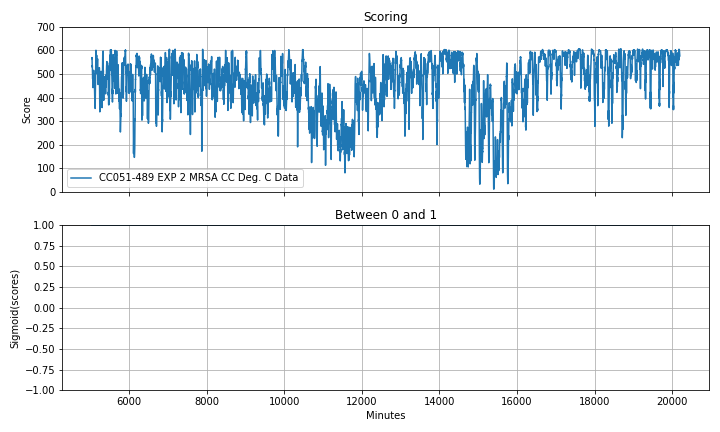 Scoring
700
600
500
400
300
200
100
0
Score
CC051-489 EXP 2 MRSA CC Deg. C Data
Between 0 and 1
1.00
0.75
0.50
0.25
0.00
−0.25
−0.50
−0.75
−1.00
Sigmoid(scores)
6000 8000 10000 12000 14000 16000 18000 20000
Minutes